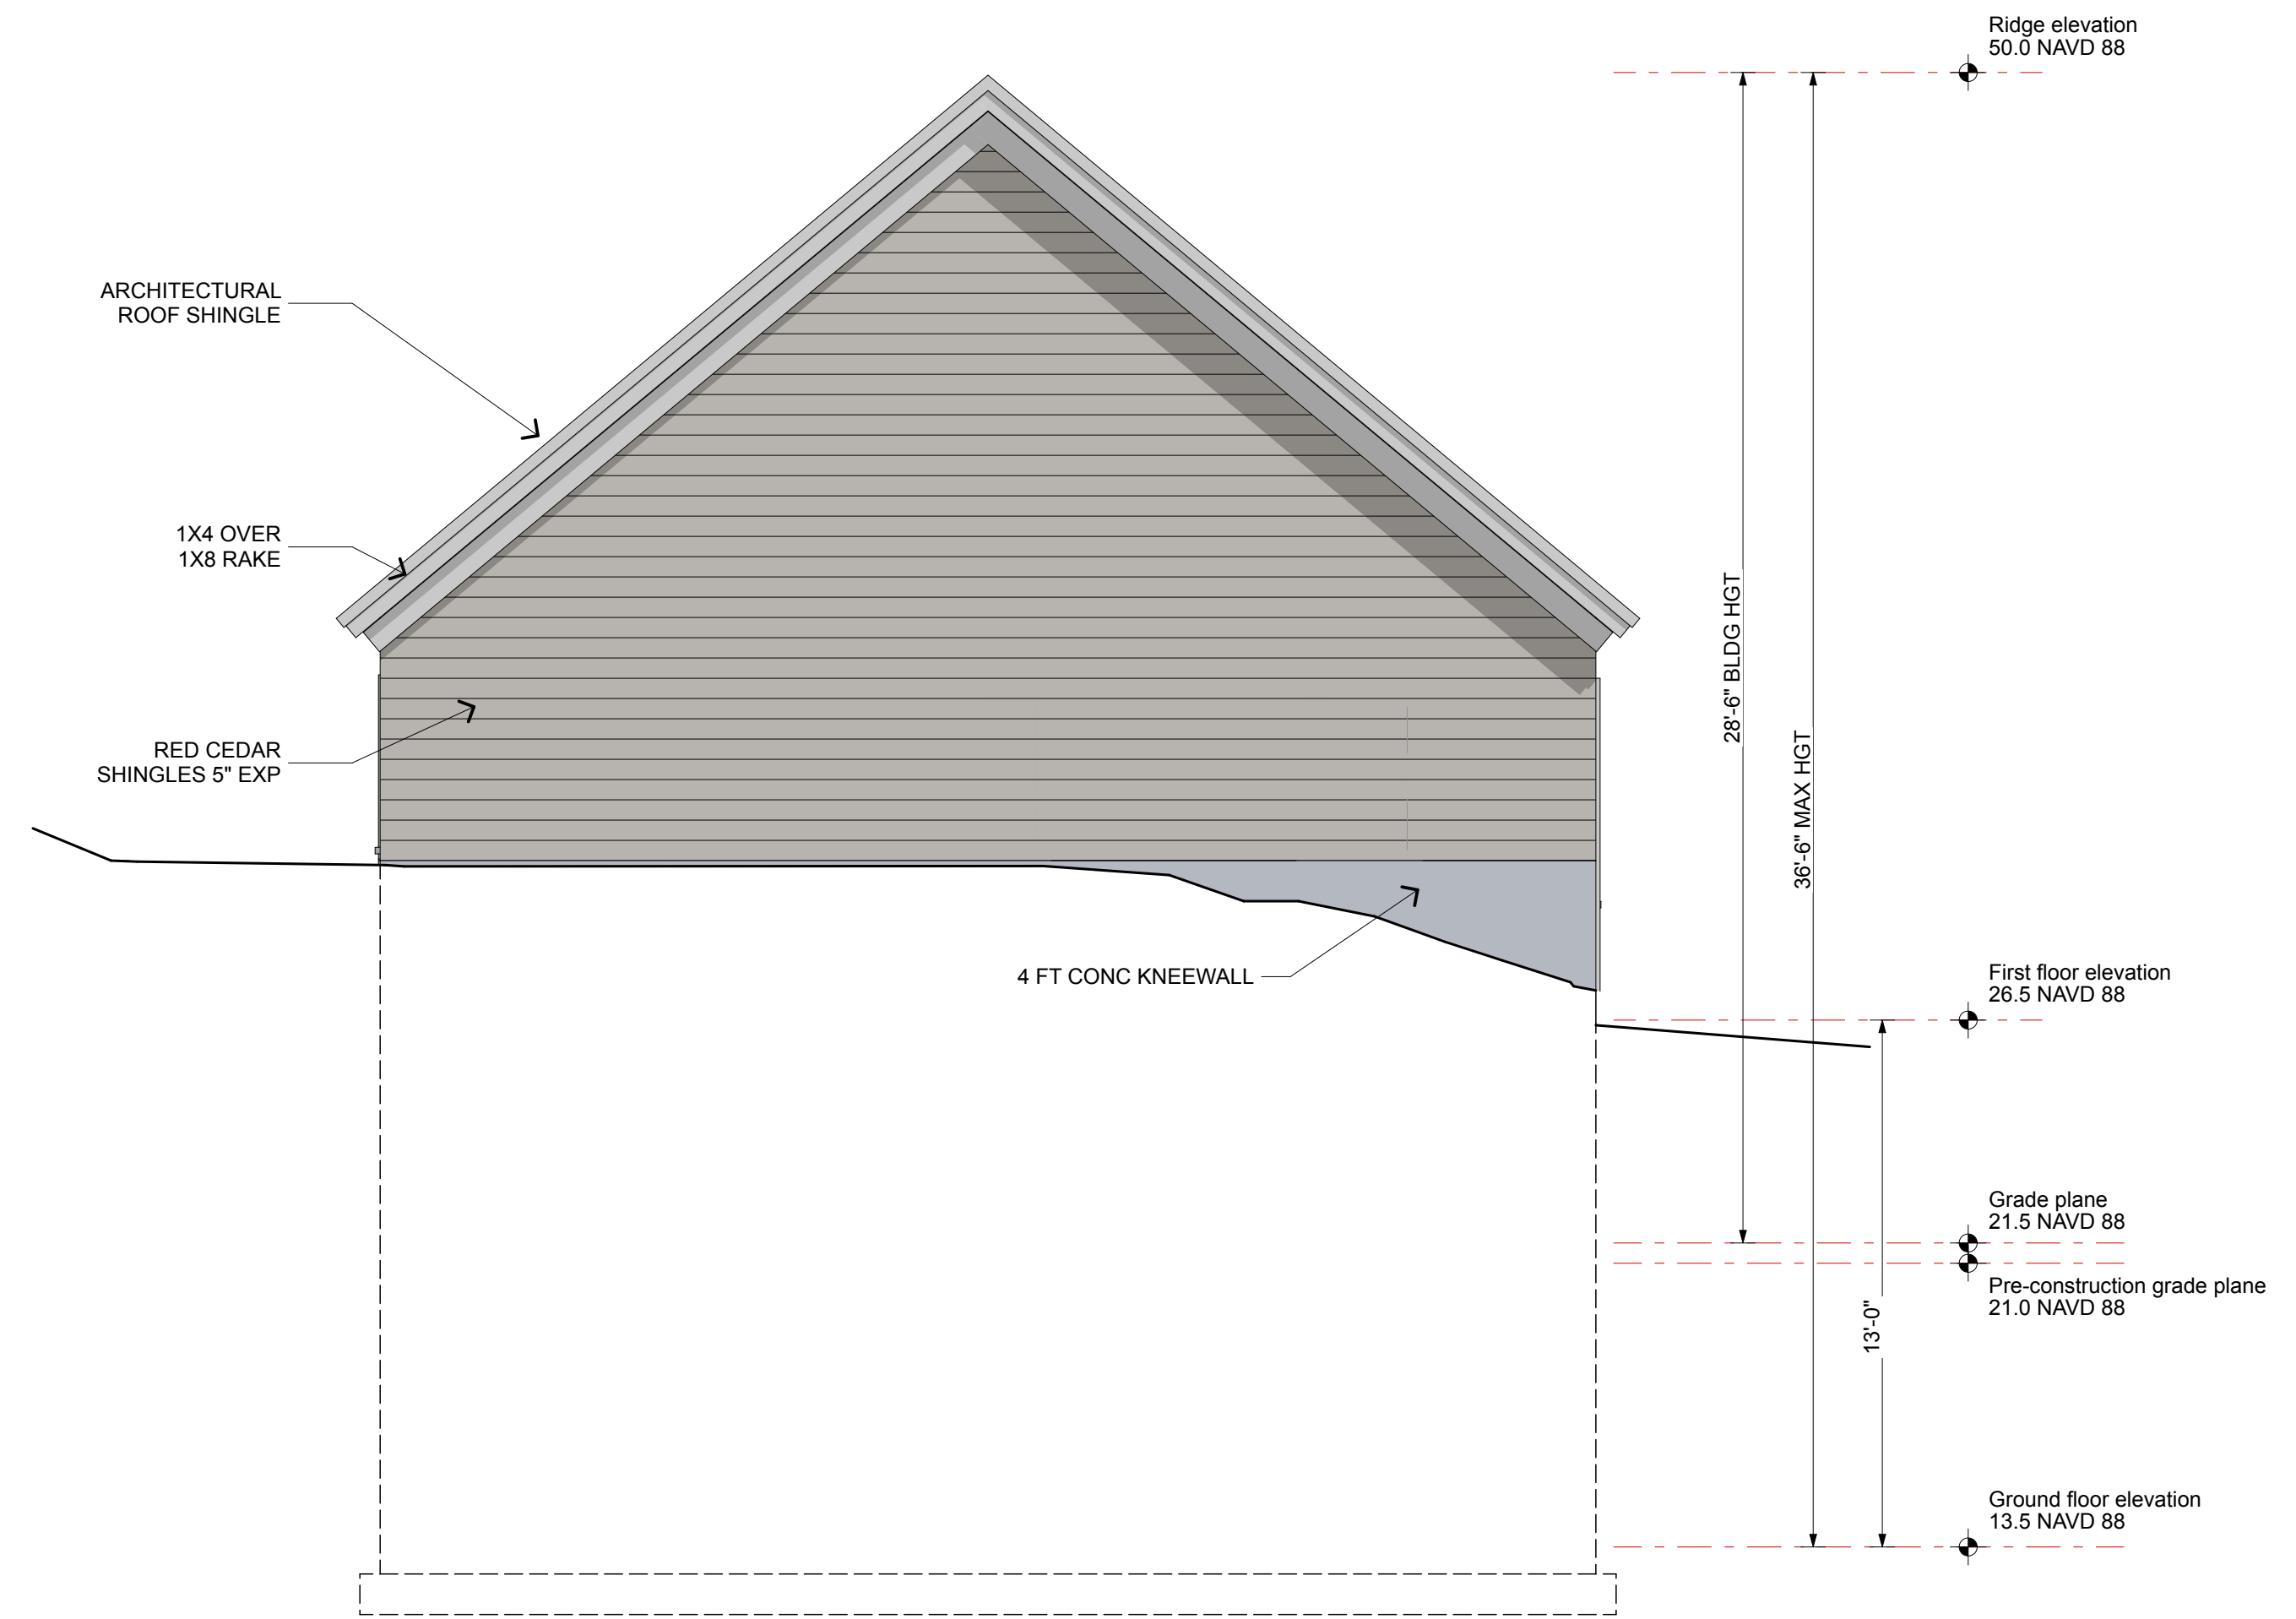 Ridge elevation
50.0 NAVD 88
ARCHITECTURAL
ROOF SHINGLE
1X4 OVER
1X8 RAKE
28'-6" BLDG HGT
36'-6" MAX HGT
RED CEDAR
SHINGLES 5" EXP
4 FT CONC KNEEWALL
First floor elevation
26.5 NAVD 88
Grade plane
21.5 NAVD 88
Pre-construction grade plane
21.0 NAVD 88
13'-0"
Ground floor elevation
13.5 NAVD 88